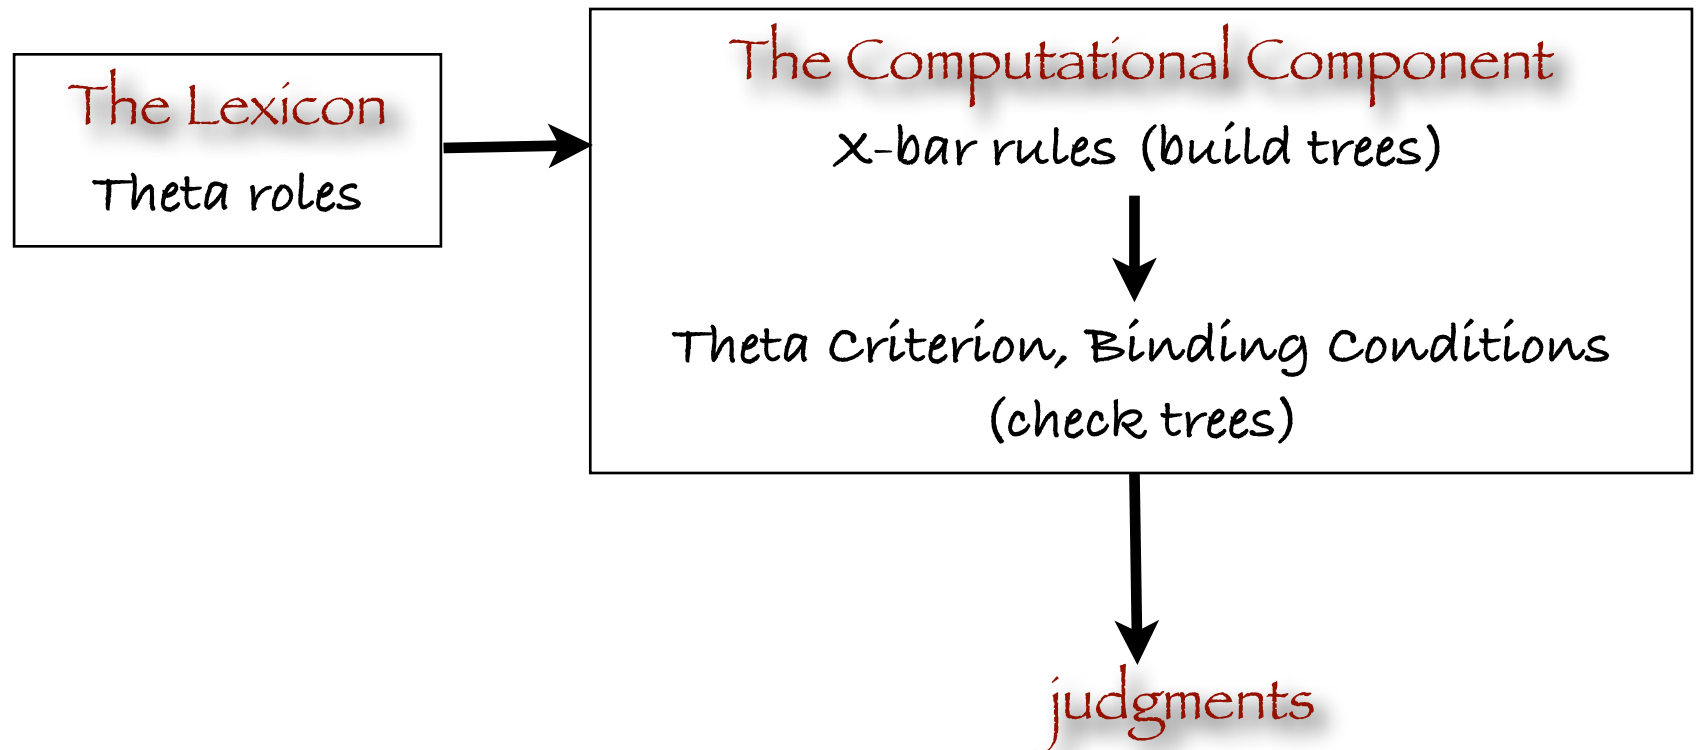 The Lexicon
Theta roles
The Computational Component
X-bar rules (build trees)
Theta Criterion, Binding Conditions
(check trees)
judgments